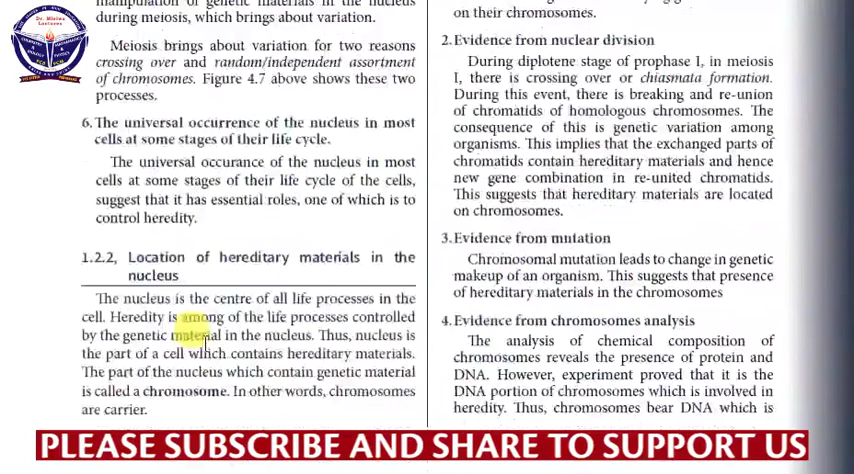 during meiosis, which brings about variation.
Meiosis brings about variation for two reasons
crossing over and random/independent assortment
of chromosomes. Figure 4.7 above shows these two
processes.
6. The universal occurrence of the nucleus in most
cells at some stages of their life cycle.
The universal occurance of the nucleus in most
cells at some stages of their life cycle of the cells,
suggest that it has essential roles, one of which is to
control heredity.
1.2.2, Location of hereditary materials in the
nucleus
The nucleus is the centre of all life processes in the
cell. Heredity is among of the life processes controlled
by the genetic material in the nucleus. Thus, nucleus is
the part of a cell which contains hereditary materials.
The part of the nucleus which contain genetic material
is called a chromosome. In other words, chromosomes
are carrier.
on their chromosomes.
2. Evidence from nuclear division
During diplotene stage of prophase I, in meiosis
I, there is crossing over or chiasmata formation.
During this event, there is breaking and re-union
of chromatids of homologous chromosomes. The
consequence of this is genetic variation among
organisms. This implies that the exchanged parts of
chromatids contain hereditary materials and hence
new gene combination in re-united chromatids.
This suggests that hereditary materials are located
on chromosomes.
3. Evidence from mutation
Chromosomal mutation leads to change in genetic
makeup of an organism. This suggests that presence
of hereditary materials in the chromosomes
4. Evidence from chromosomes analysis
The analysis of chemical composition of
chromosomes reveals the presence of protein and
DNA. However, experiment proved that it is the
DNA portion of chromosomes which is involved in
heredity. Thus, chromosomes bear DNA which is
PLEASE SUBSCRIBE AND SHARE TO SUPPORT US